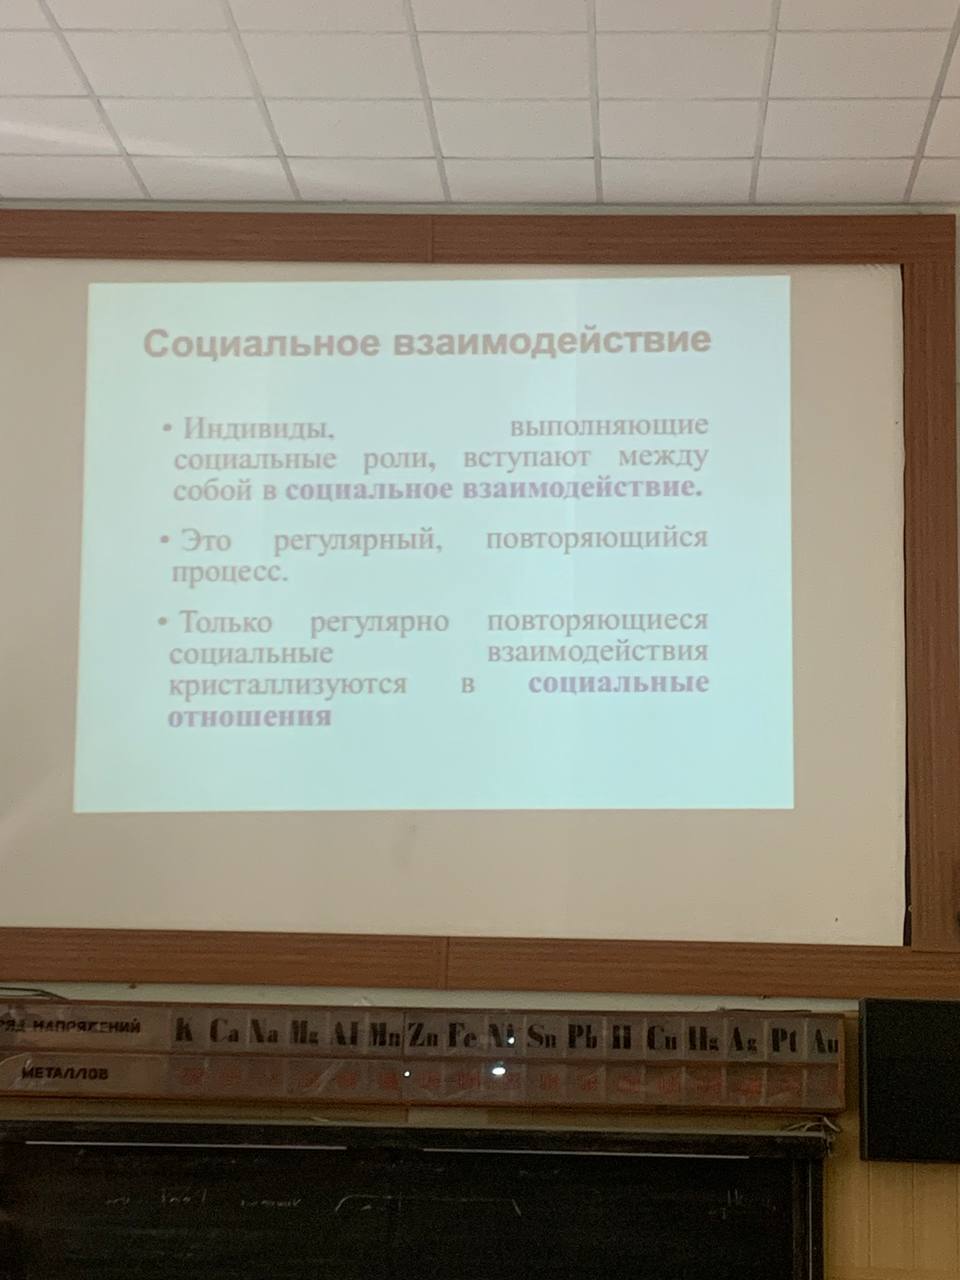 Социальное взаимодействие
• Индивиды, выполняющие
социальные роли, вступают между
собой в социальное взаимодействие.
• Это регулярный, повторяющийся
процесс.
• Только регулярно повторяющиеся
социальные взаимодействия
кристаллизуются в социальные
отношения
НАПРЯЖЕНИЙ K Ca Na Mg Al Mn Zn Fe Ni Sn Pb H Cu Hg Ag Pt Au
МЕТАЛЛОВ